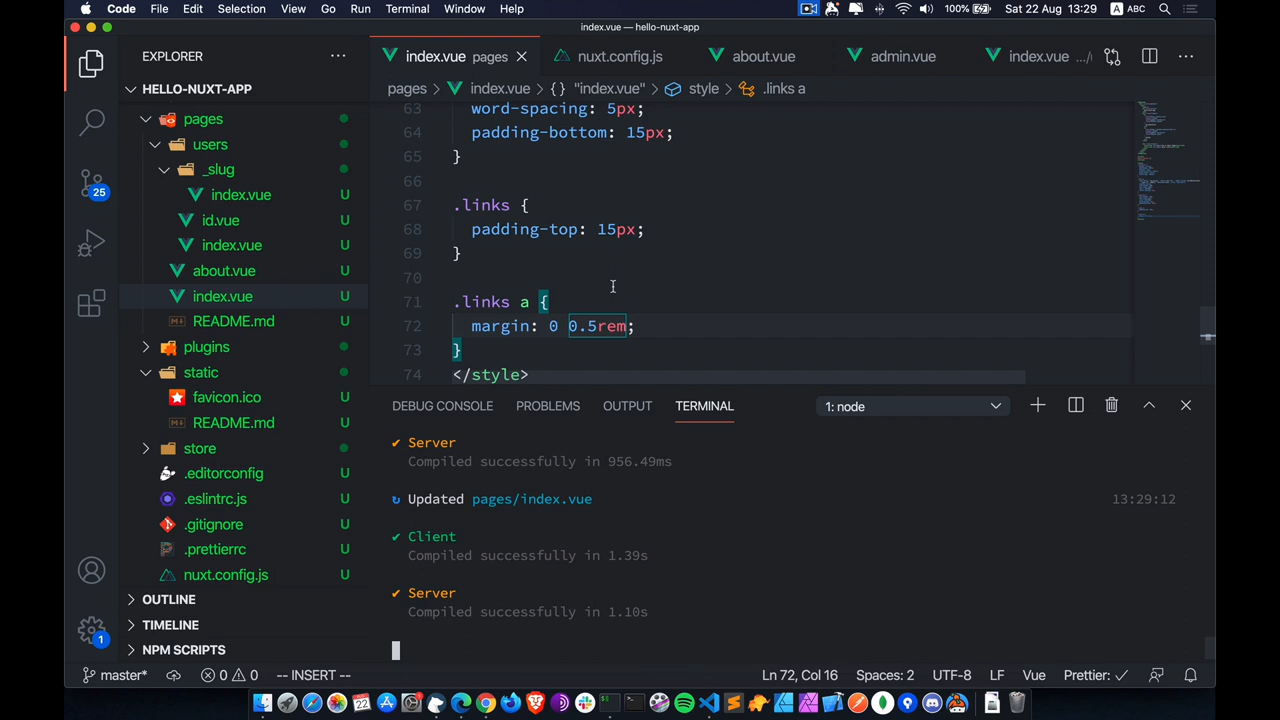 Code File Edit Selection View Go Run Terminal Window Help 100% Sat 22 Aug 13:29 A ABC
index.vue — hello-nuxt-app
EXPLORER
index.vue pages nuxt.config.js about.vue admin.vue index.vue .../
HELLO-NUXT-APP
pages > index.vue > {} "index.vue" > style > .links a
pages
users
_slug
index.vue U
id.vue U
index.vue U
about.vue U
index.vue U
README.md U
plugins
static
favicon.ico U
README.md U
store
.editorconfig U
.eslintrc.js U
.gitignore U
.prettierrc U
nuxt.config.js U
OUTLINE
TIMELINE
NPM SCRIPTS
25
1
63 word-spacing: 5px;
64 padding-bottom: 15px;
65 }
66
67 .links {
68 padding-top: 15px;
69 }
70
71 .links a {
72 margin: 0 0.5rem;
73 }
74 </style>
DEBUG CONSOLE PROBLEMS OUTPUT TERMINAL 1: node
✔ Server
Compiled successfully in 956.49ms
↻ Updated pages/index.vue 13:29:12
✔ Client
Compiled successfully in 1.39s
✔ Server
Compiled successfully in 1.10s
master* 0 0 -- INSERT -- Ln 72, Col 16 Spaces: 2 UTF-8 LF Vue Prettier: ✓